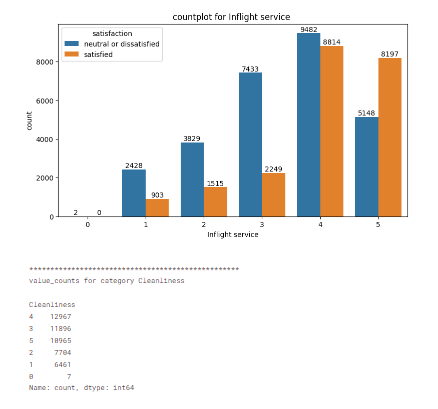 countplot for Inflight service
satisfaction
neutral or dissatisfied
satisfied
count
8000
6000
4000
2000
0
2
0
2428
903
3829
1515
7433
2249
9482
8814
5148
8197
0 1 2 3 4 5
Inflight service
**************************************************
value_counts for category Cleanliness
Cleanliness
4 12967
3 11896
5 10965
2 7704
1 6461
0 7
Name: count, dtype: int64